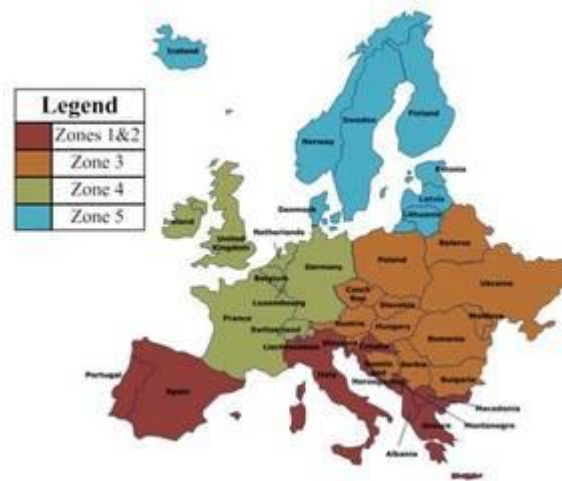 Legend
Zones 1&2
Zone 3
Zone 4
Zone 5
Iceland
Norway
Sweden
Finland
Estonia
Latvia
Lithuania
Denmark
Ireland
United
Kingdom
Netherlands
Belgium
Germany
Luxembourg
France
Switzerland
Liechtenstein
Poland
Belarus
Ukraine
Czech
Rep
Slovakia
Austria
Hungary
Moldova
Romania
Slovenia
Croatia
Serbia
Bulgaria
Portugal
Spain
Italy
Macedonia
Montenegro
Greece
Albania